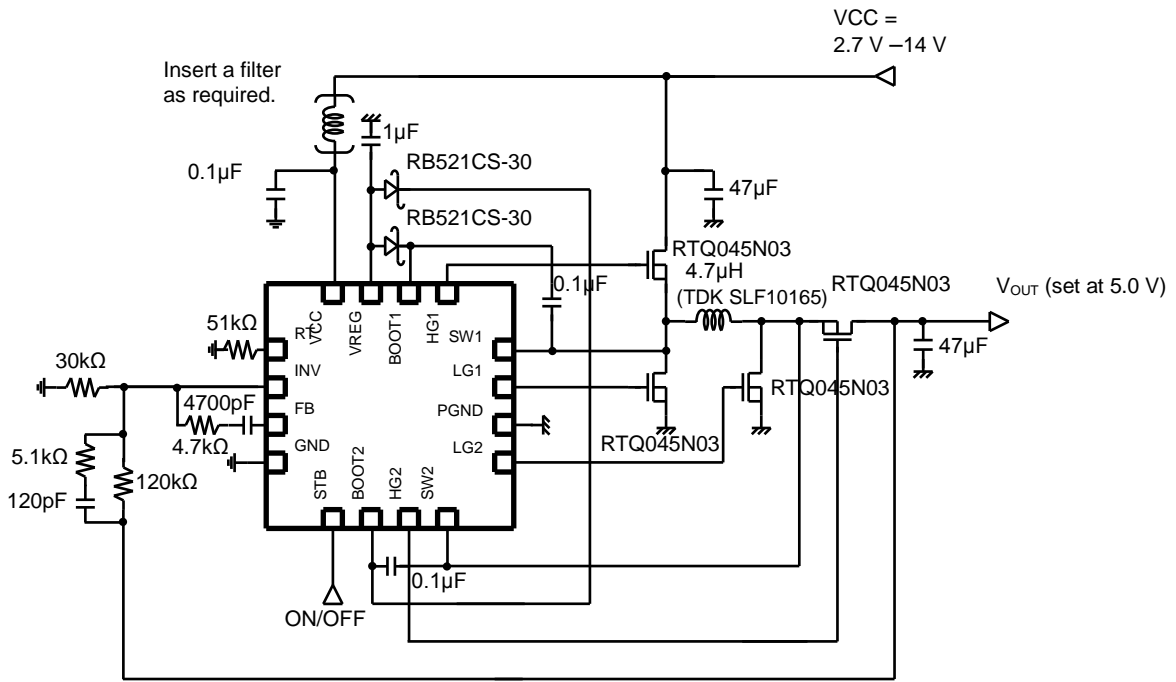 VCC =
2.7 V –14 V
Insert a filter
as required.
1µF
RB521CS-30
0.1µF
47µF
RB521CS-30
RTQ045N03
4.7µH
(TDK SLF10165)
0.1µF
RTQ045N03
VOUT (set at 5.0 V)
47µF
VCC
VREG
BOOT1
HG1
51kΩ
RT
SW1
30kΩ
INV
LG1
4700pF
FB
PGND
RTQ045N03
4.7kΩ
GND
LG2
RTQ045N03
5.1kΩ
120kΩ
120pF
STB
BOOT2
HG2
SW2
0.1µF
ON/OFF